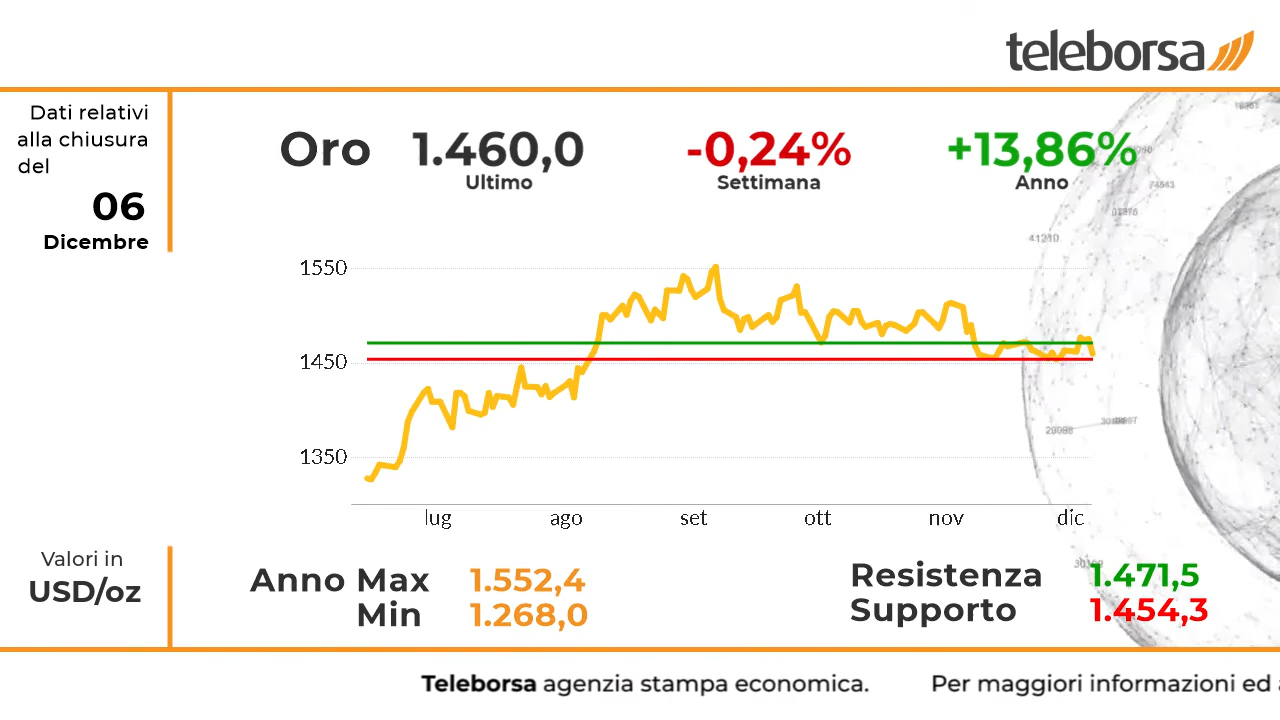 teleborsa
Dati relativi
alla chiusura
del
06
Dicembre
Oro 1.460,0 -0,24% +13,86%
Ultimo Settimana Anno
74543
41210
1550
1450
1350
lug ago set ott nov dic
Valori in
USD/oz
Anno Max 1.552,4
Min 1.268,0
Resistenza 1.471,5
Supporto 1.454,3
Teleborsa agenzia stampa economica. Per maggiori informazioni ed